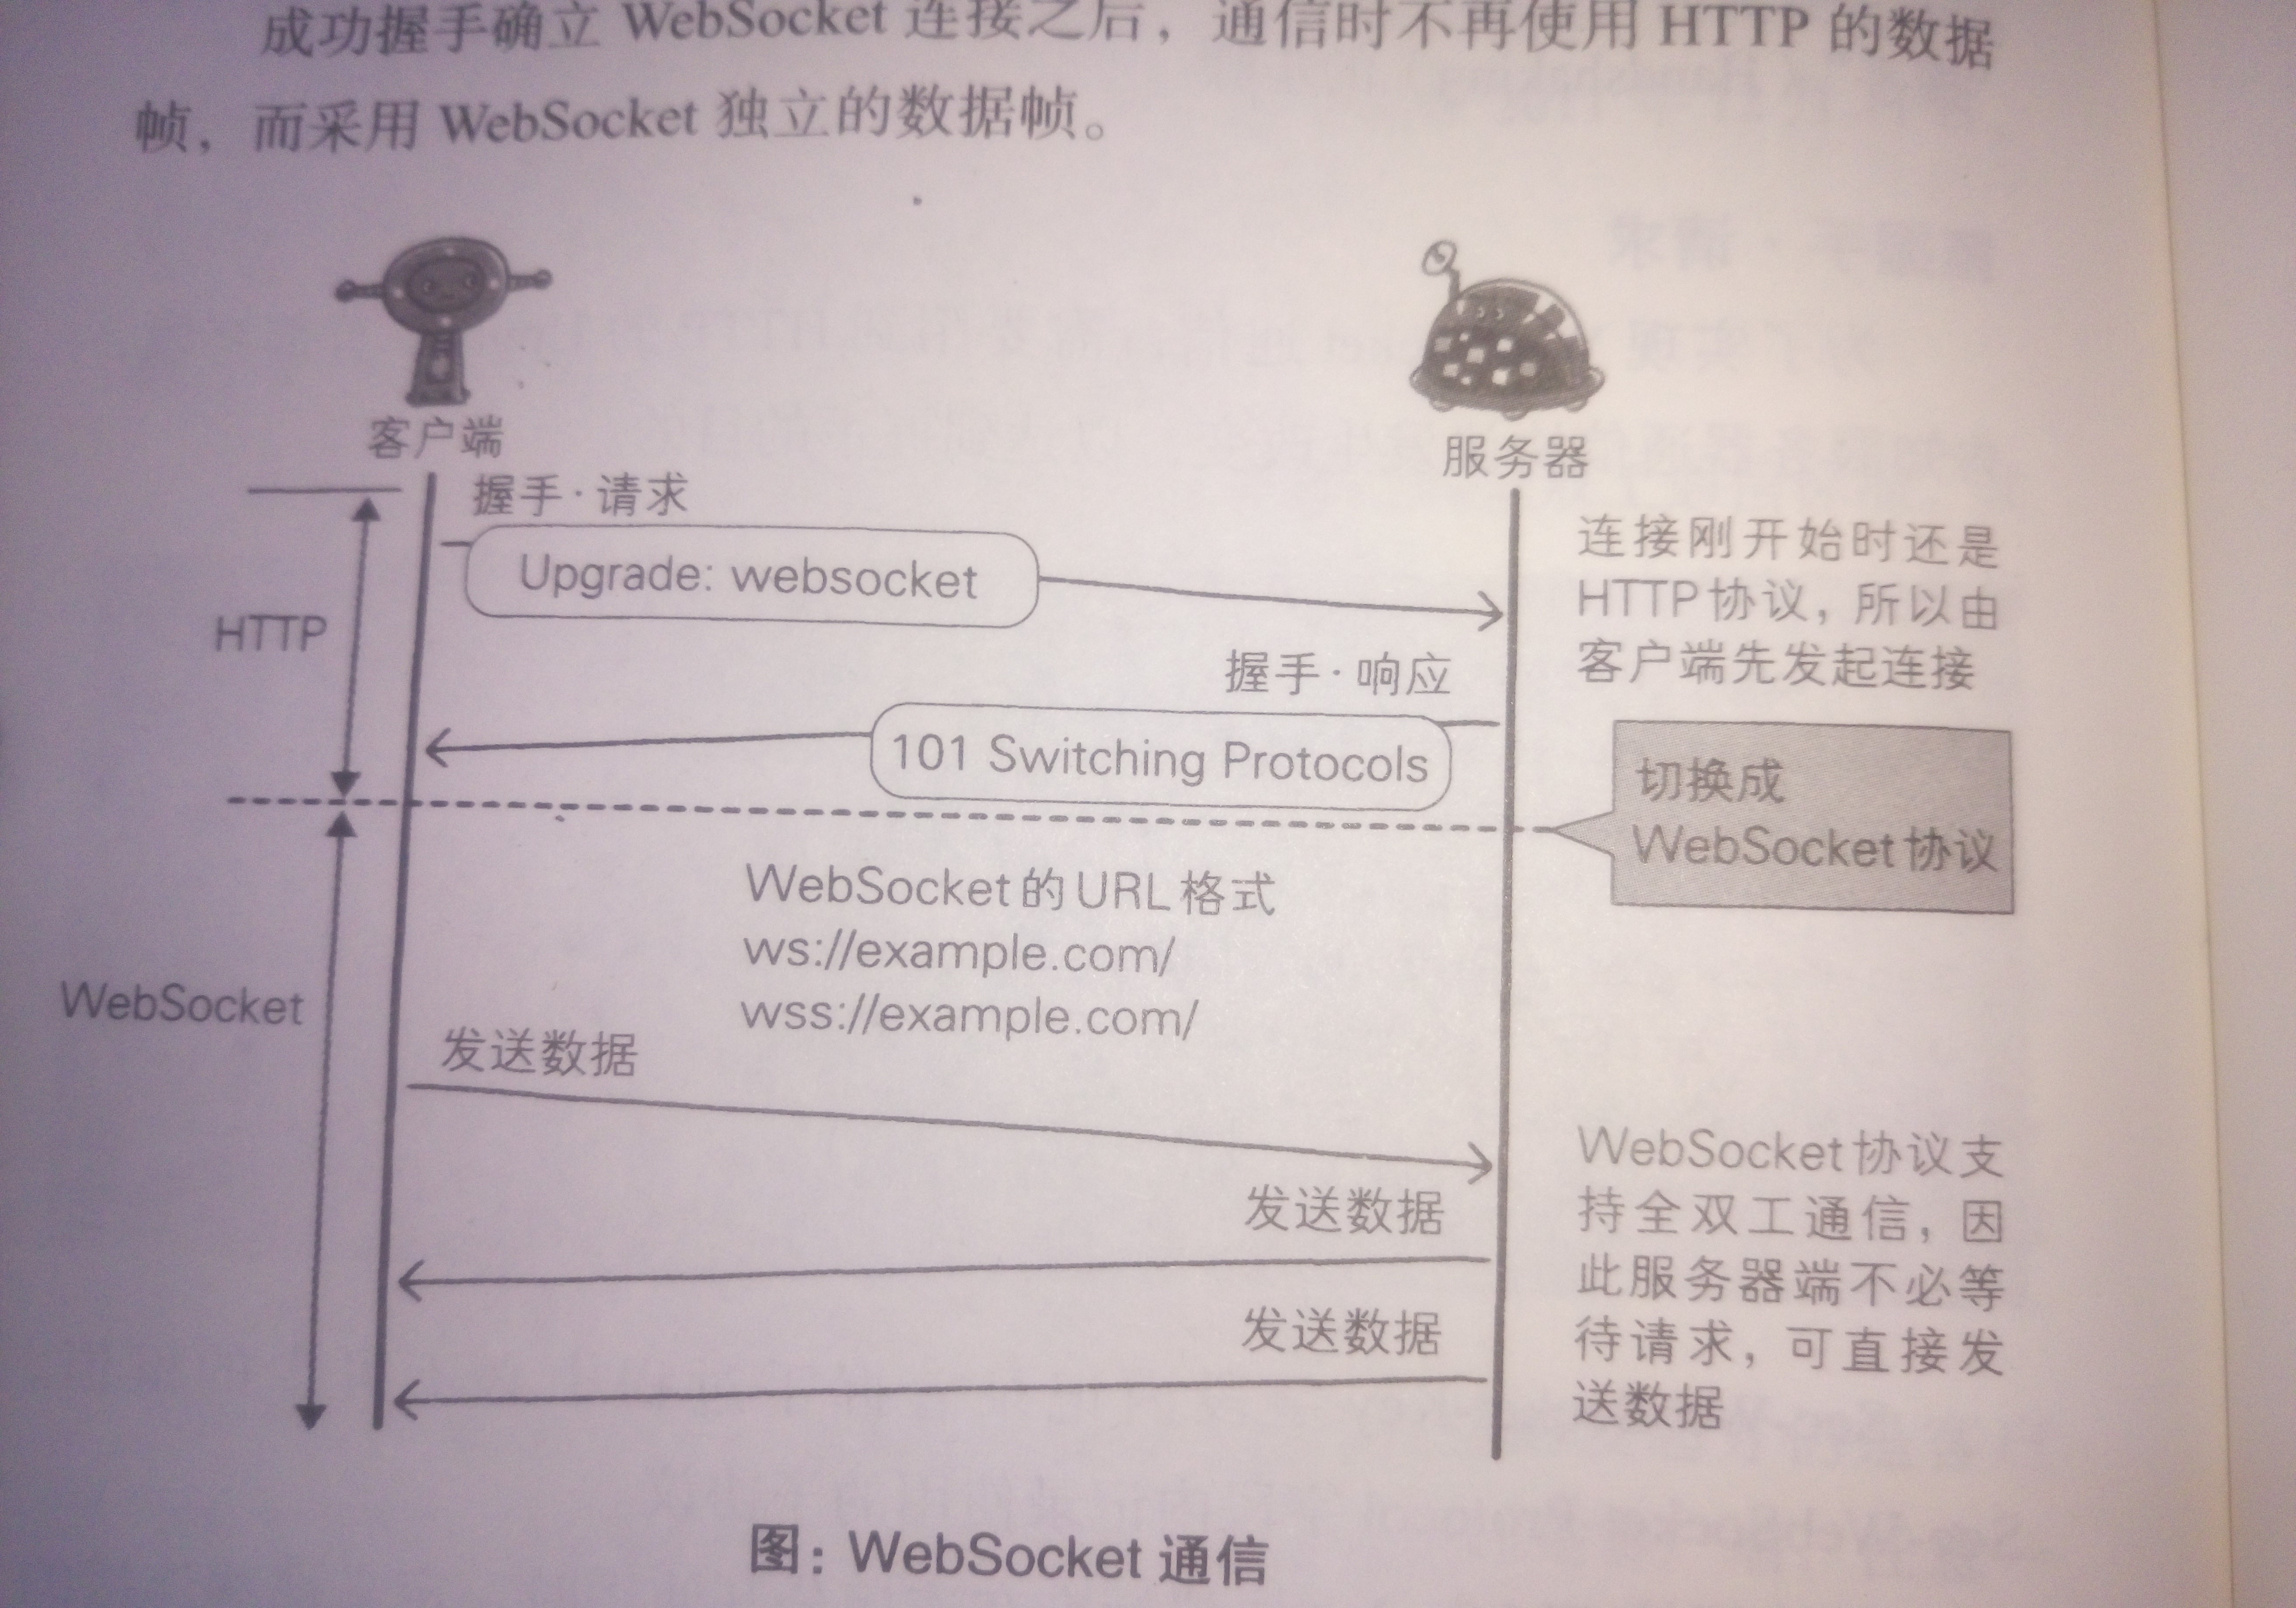 成功握手确立 WebSocket 连接之后，通信时不再使用 HTTP 的数据
帧，而采用 WebSocket 独立的数据帧。
客户端
服务器
握手·请求
Upgrade: websocket
连接刚开始时还是
HTTP协议，所以由
客户端先发起连接
HTTP
握手·响应
101 Switching Protocols
切换成
WebSocket协议
WebSocket的URL格式
ws://example.com/
wss://example.com/
WebSocket
发送数据
发送数据
发送数据
WebSocket协议支
持全双工通信，因
此服务器端不必等
待请求，可直接发
送数据
图：WebSocket 通信